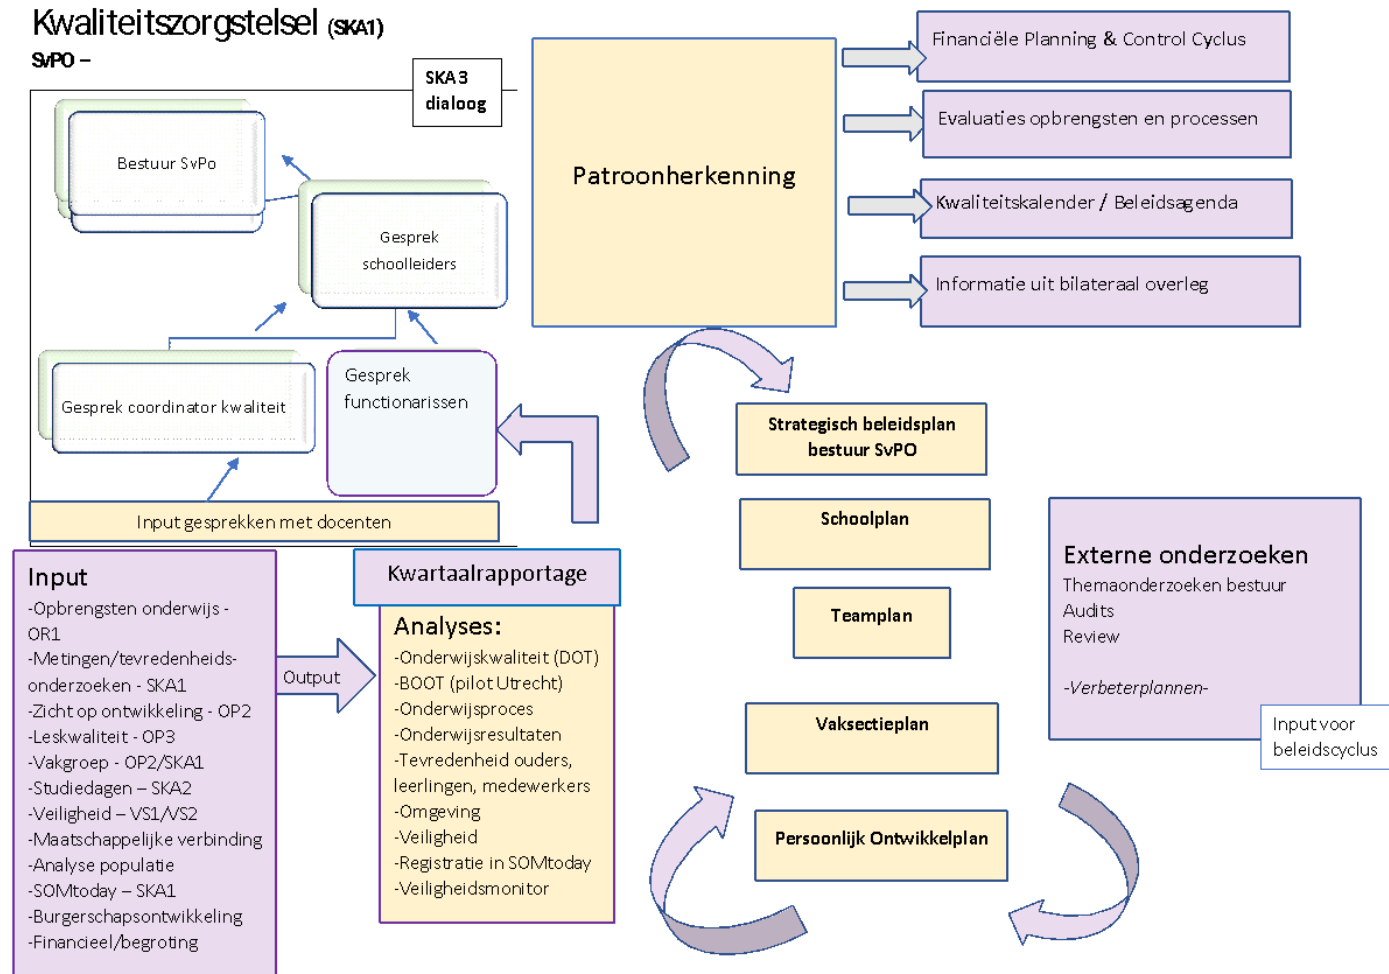 Kwaliteitszorgstelsel (SKA1)
SvPO –
SKA3
dialoog
Bestuur SvPo
Gesprek
schoolleiders
Gesprek coordinator kwaliteit
Gesprek
functionarissen
Input gesprekken met docenten
Patroonherkenning
Financiële Planning & Control Cyclus
Evaluaties opbrengsten en processen
Kwaliteitskalender / Beleidsagenda
Informatie uit bilateraal overleg
Input
-Opbrengsten onderwijs -
OR1
-Metingen/tevredenheids-
onderzoeken - SKA1
-Zicht op ontwikkeling - OP2
-Leskwaliteit - OP3
-Vakgroep - OP2/SKA1
-Studiedagen – SKA2
-Veiligheid – VS1/VS2
-Maatschappelijke verbinding
-Analyse populatie
-SOMtoday – SKA1
-Burgerschapsontwikkeling
-Financieel/begroting
Output
Kwartaalrapportage
Analyses:
-Onderwijskwaliteit (DOT)
-BOOT (pilot Utrecht)
-Onderwijsproces
-Onderwijsresultaten
-Tevredenheid ouders,
leerlingen, medewerkers
-Omgeving
-Veiligheid
-Registratie in SOMtoday
-Veiligheidsmonitor
Strategisch beleidsplan
bestuur SvPO
Schoolplan
Teamplan
Vaksectieplan
Persoonlijk Ontwikkelplan
Externe onderzoeken
Themaonderzoeken bestuur
Audits
Review
-Verbeterplannen-
Input voor
beleidscyclus